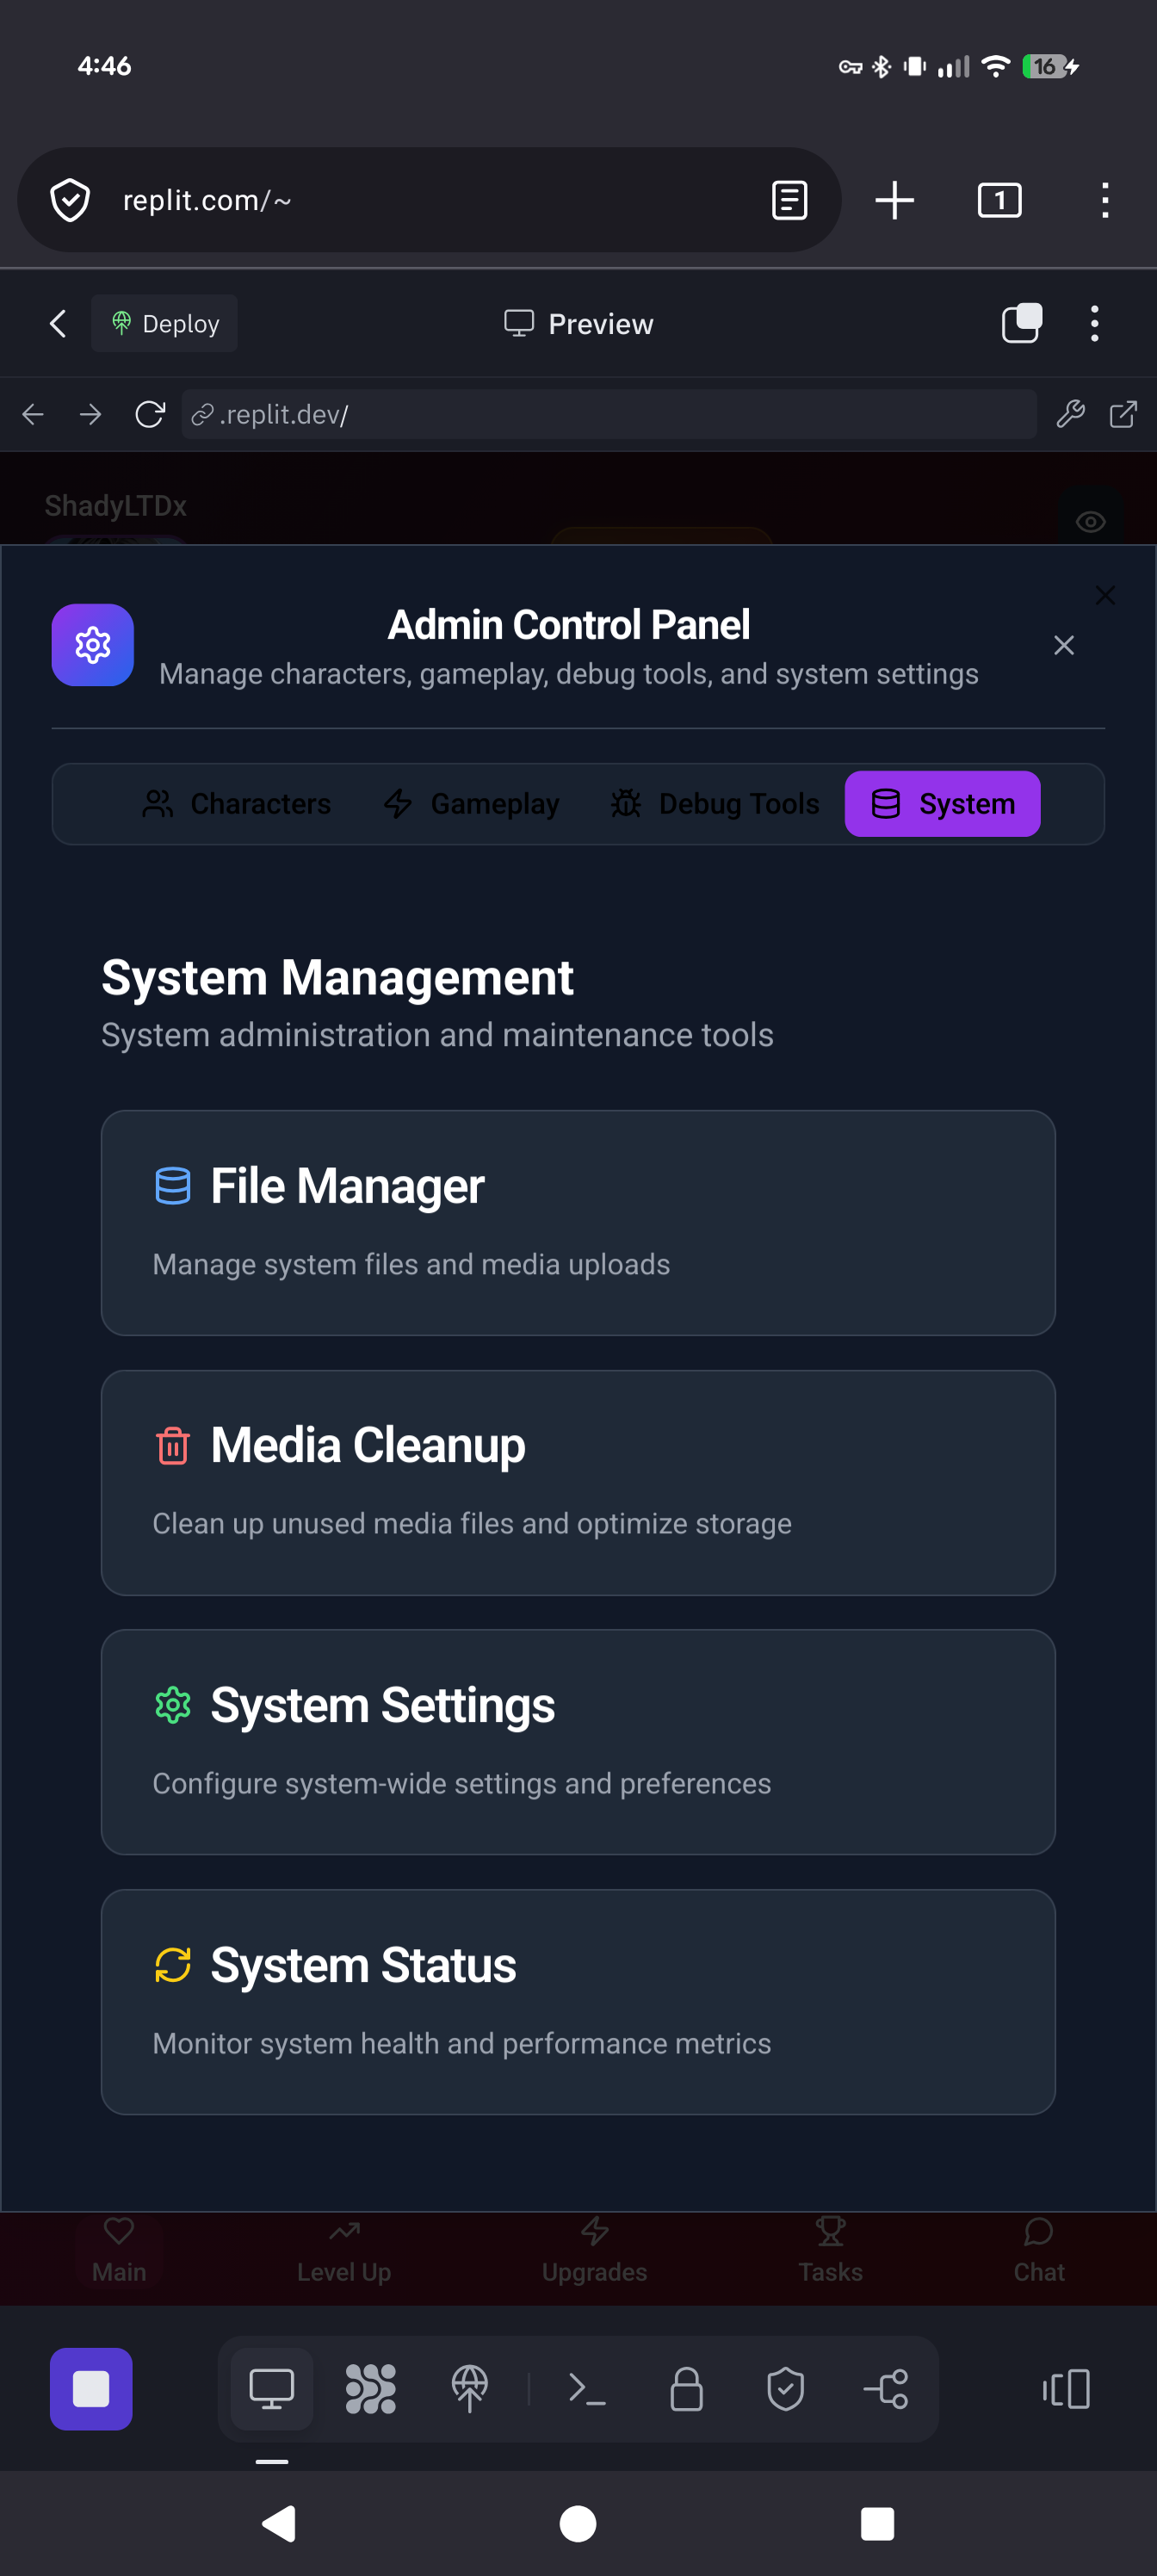 4:46
16
replit.com/~
1
Deploy
Preview
.replit.dev/
ShadyLTDx
Admin Control Panel
Manage characters, gameplay, debug tools, and system settings
Characters
Gameplay
Debug Tools
System
System Management
System administration and maintenance tools
File Manager
Manage system files and media uploads
Media Cleanup
Clean up unused media files and optimize storage
System Settings
Configure system-wide settings and preferences
System Status
Monitor system health and performance metrics
Main
Level Up
Upgrades
Tasks
Chat